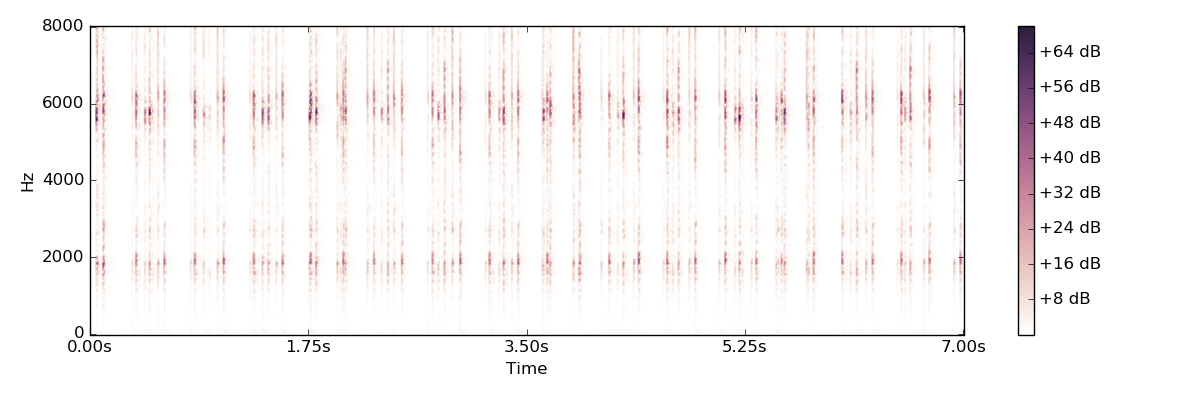 8000
6000
4000
2000
0
Hz
0.00s 1.75s 3.50s 5.25s 7.00s
Time
+64 dB
+56 dB
+48 dB
+40 dB
+32 dB
+24 dB
+16 dB
+8 dB